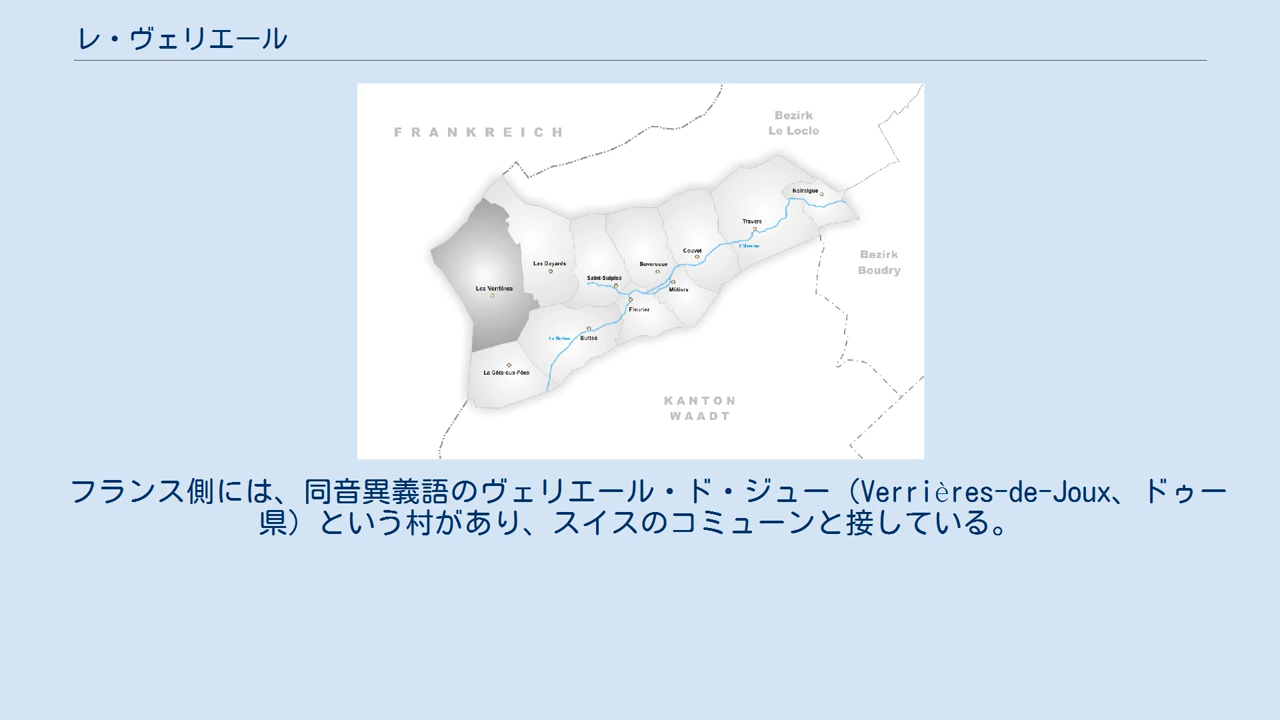 レ・ヴェリエール
FRANKREICH
Bezirk
Le Locle
Noiraigue
Travers
Couvet
Les Bayards
Boveresse
Saint-Sulpice
Bezirk
Boudry
Les Verrières
Môtiers
Fleurier
Buttes
La Côte-aux-Fées
KANTON
WAADT
フランス側には、同音異義語のヴェリエール・ド・ジュー（Verrières-de-Joux、ドゥー
県）という村があり、スイスのコミューンと接している。